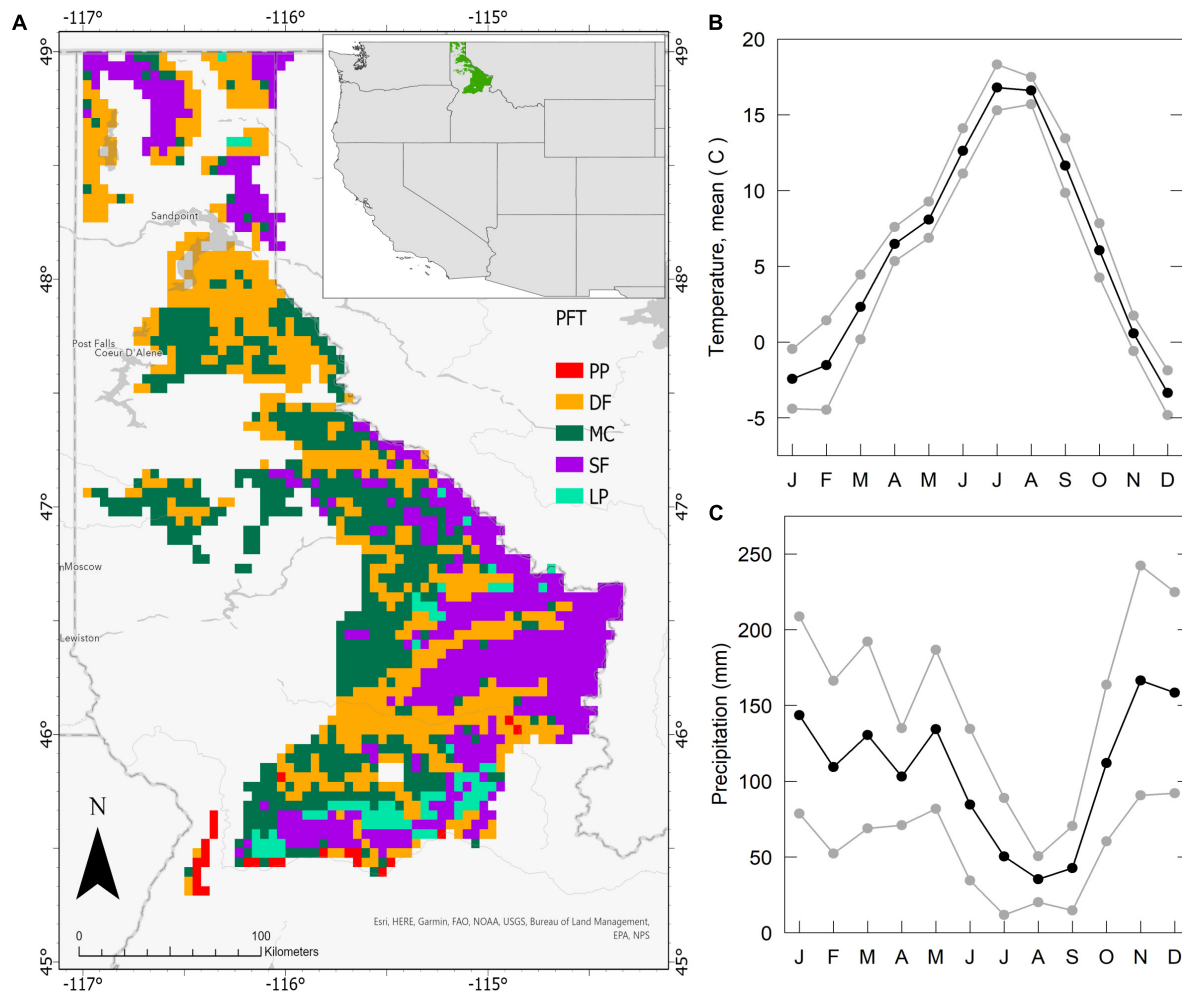 A
-117°
-116°
-115°
49°
48°
47°
46°
45°
49°
48°
47°
46°
45°
Sandpoint
Post Falls
Coeur D'Alene
nMoscow
Lewiston
PFT
PP
DF
MC
SF
LP
N
0
100
Kilometers
Esri, HERE, Garmin, FAO, NOAA, USGS, Bureau of Land Management,
EPA, NPS
-117°
-116°
-115°
B
Temperature, mean ( C)
20
15
10
5
0
-5
J F M A M J J A S O N D
C
Precipitation (mm)
250
200
150
100
50
0
J F M A M J J A S O N D